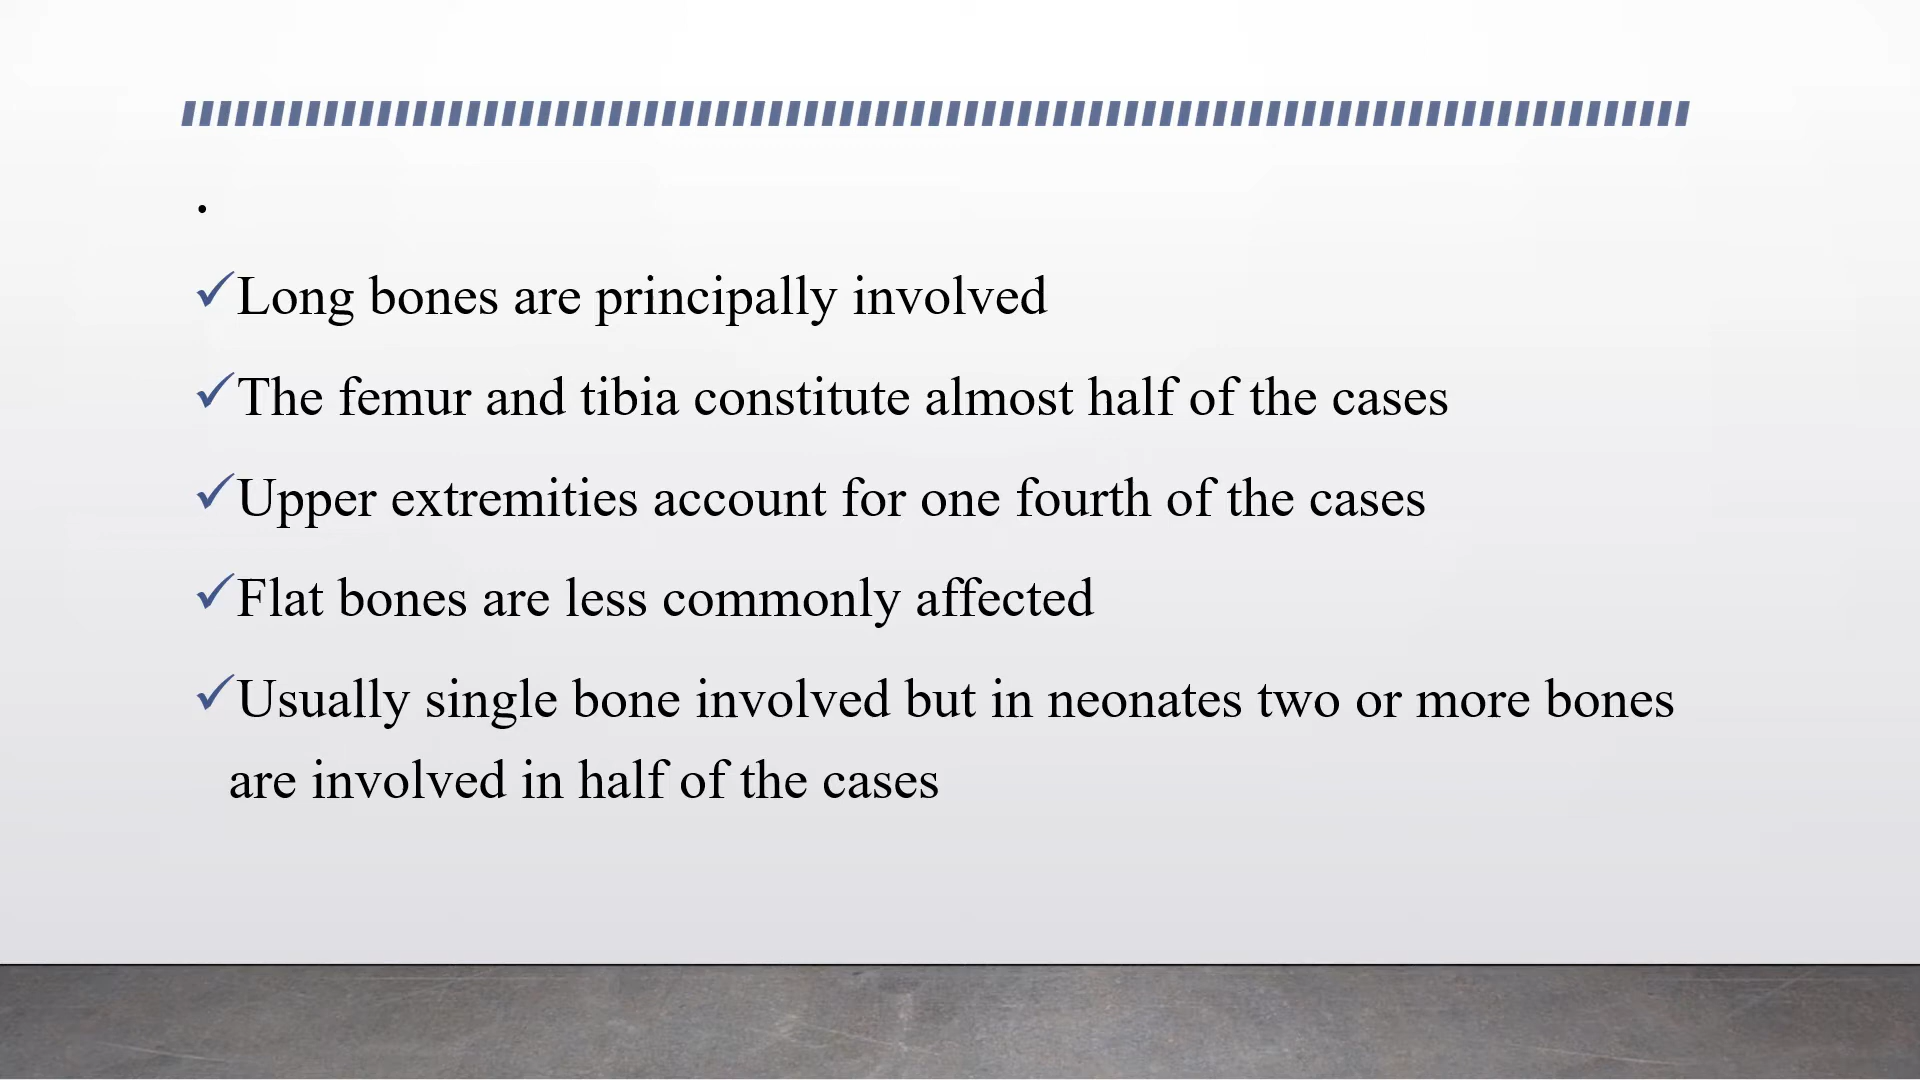 .
✓Long bones are principally involved
✓The femur and tibia constitute almost half of the cases
✓Upper extremities account for one fourth of the cases
✓Flat bones are less commonly affected
✓Usually single bone involved but in neonates two or more bones
are involved in half of the cases